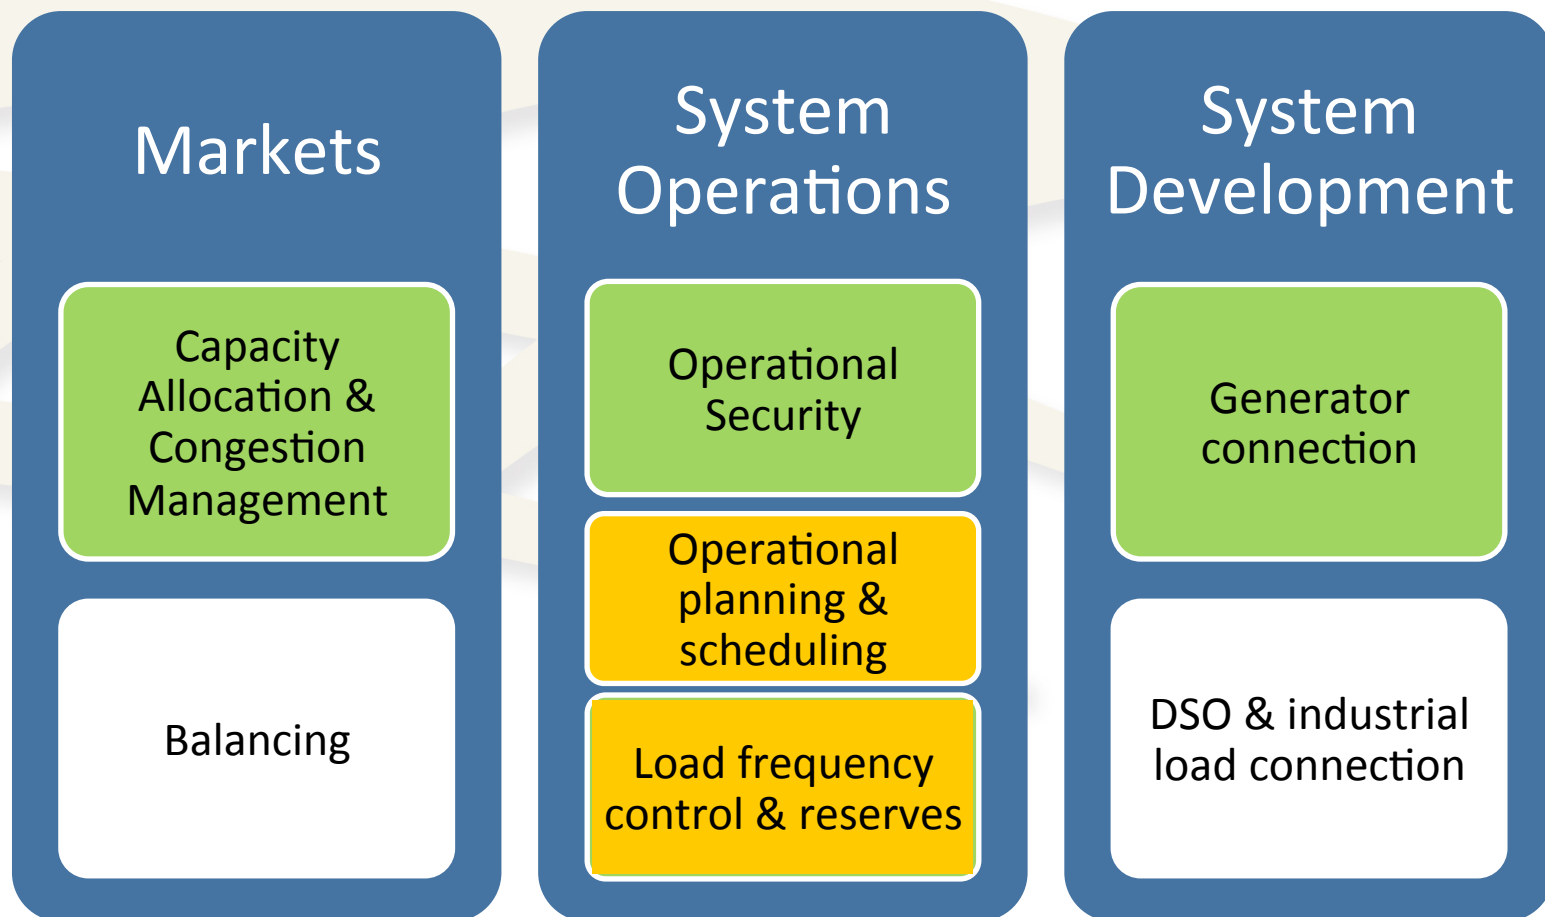 Markets
Capacity
Allocation &
Congestion
Management
Balancing
System
Operations
Operational
Security
Operational
planning &
scheduling
Load frequency
control & reserves
System
Development
Generator
connection
DSO & industrial
load connection